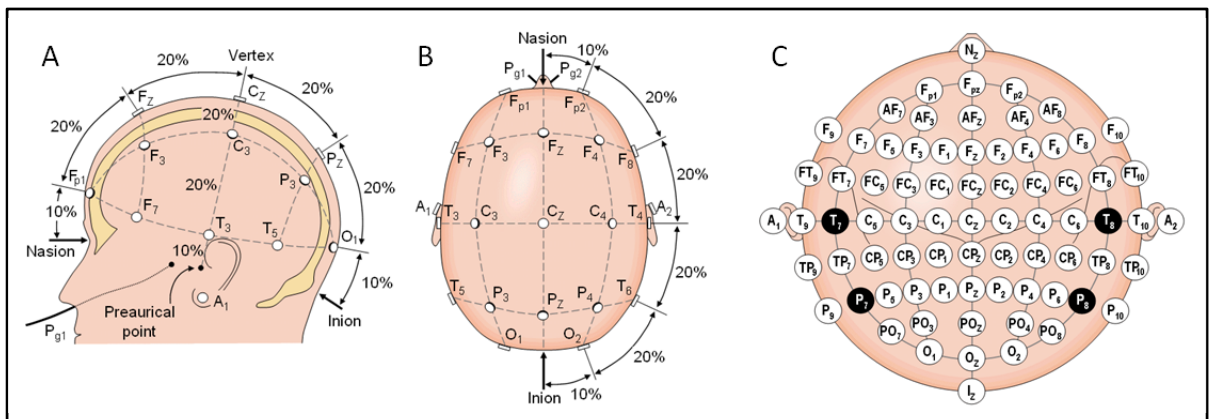 A
20%
Vertex
20%
FZ
CZ
20%
20%
F3
C3
PZ
Fp1
20%
P3
20%
10%
F7
T3
T5
O1
Nasion
10%
10%
A1
Preaurical
point
Inion
Pg1
B
Nasion
10%
Pg1
Pg2
Fp1
Fp2
20%
F7
F3
FZ
F4
F8
20%
A1
T3
C3
CZ
C4
T4
A2
20%
T5
P3
PZ
P4
T6
O1
O2
20%
Inion
10%
C
NZ
Fp1 Fpz Fp2
AF7 AF3 AFZ AF4 AF8
F9 F7 F5 F3 F1 FZ F2 F4 F6 F8 F10
FT9 FT7 FC5 FC3 FC1 FCZ FC2 FC4 FC6 FT8 FT10
A1 T9 T7 C5 C3 C1 CZ C2 C4 C6 T8 T10 A2
TP9 TP7 CP5 CP3 CP1 CPZ CP2 CP4 CP6 TP8 TP10
P9 P7 P5 P3 P1 PZ P2 P4 P6 P8 P10
PO7 PO3 POZ PO4 PO8
O1 OZ O2
IZ